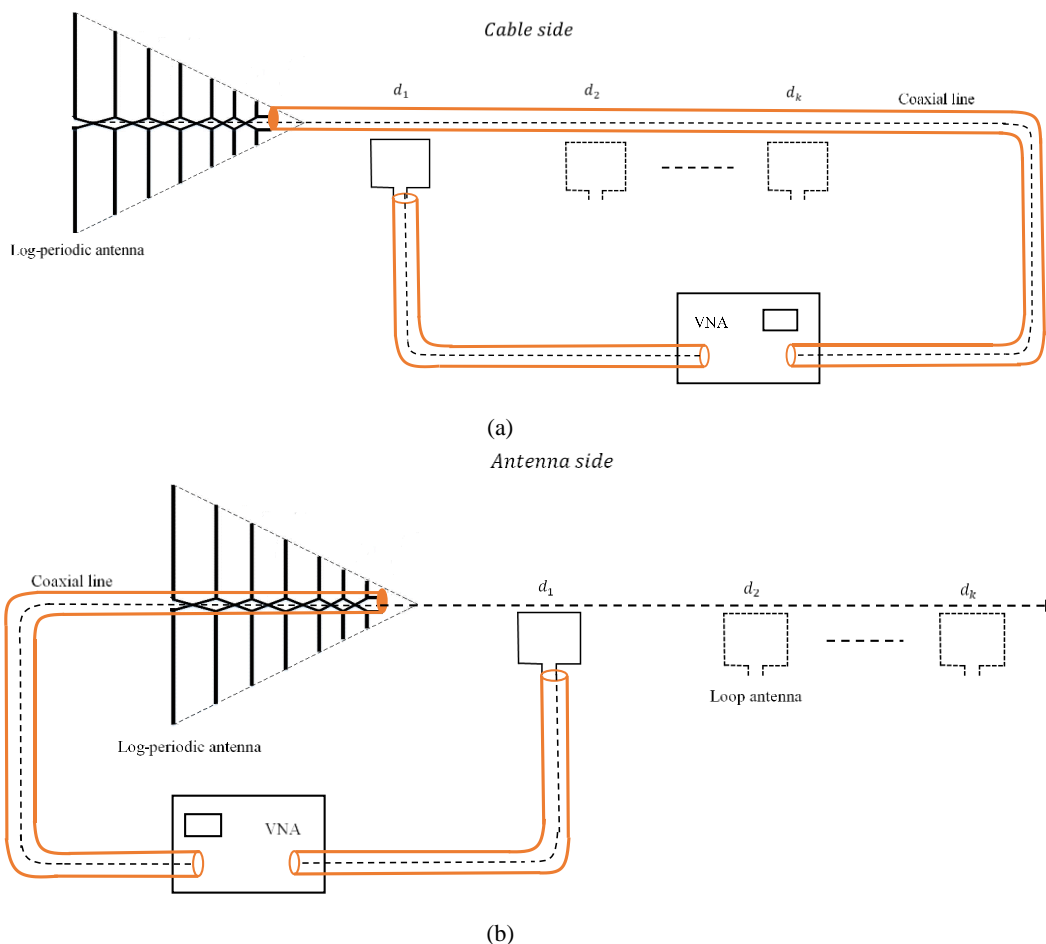 Cable side
d₁ d₂ dₖ Coaxial line
Log-periodic antenna
VNA
(a)
Antenna side
Coaxial line
d₁ d₂ dₖ
Loop antenna
Log-periodic antenna
VNA
(b)